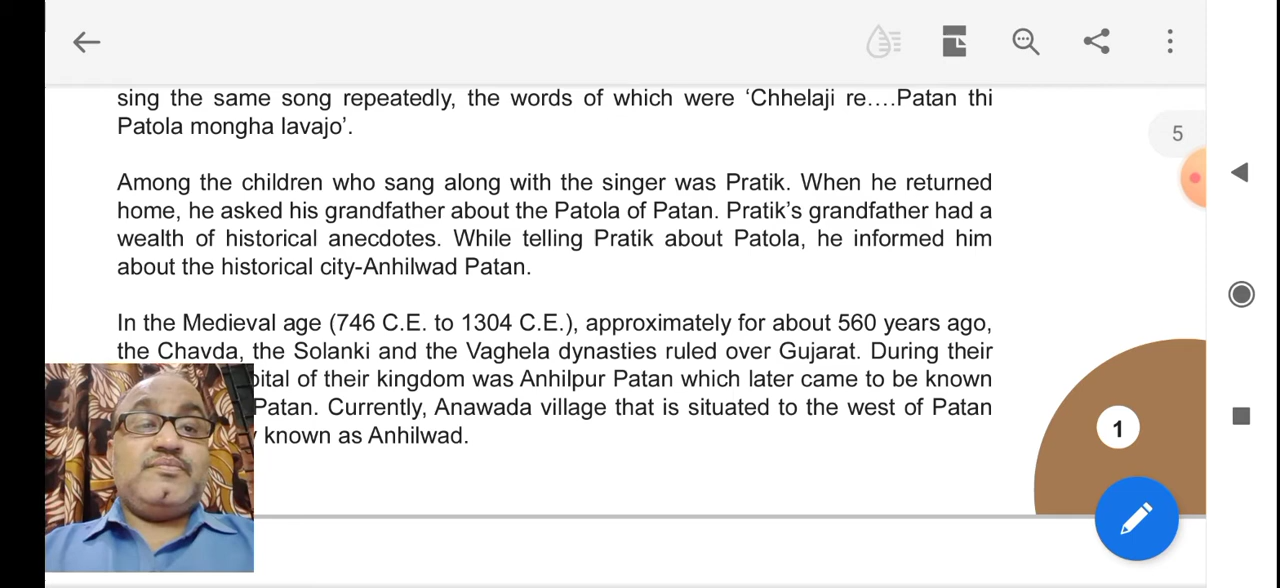 5
sing the same song repeatedly, the words of which were ‘Chhelaji re….Patan thi
Patola mongha lavajo’.
Among the children who sang along with the singer was Pratik. When he returned
home, he asked his grandfather about the Patola of Patan. Pratik’s grandfather had a
wealth of historical anecdotes. While telling Pratik about Patola, he informed him
about the historical city-Anhilwad Patan.
In the Medieval age (746 C.E. to 1304 C.E.), approximately for about 560 years ago,
the Chavda, the Solanki and the Vaghela dynasties ruled over Gujarat. During their
of their kingdom was Anhilpur Patan which later came to be known
Patan. Currently, Anawada village that is situated to the west of Patan
known as Anhilwad.
1